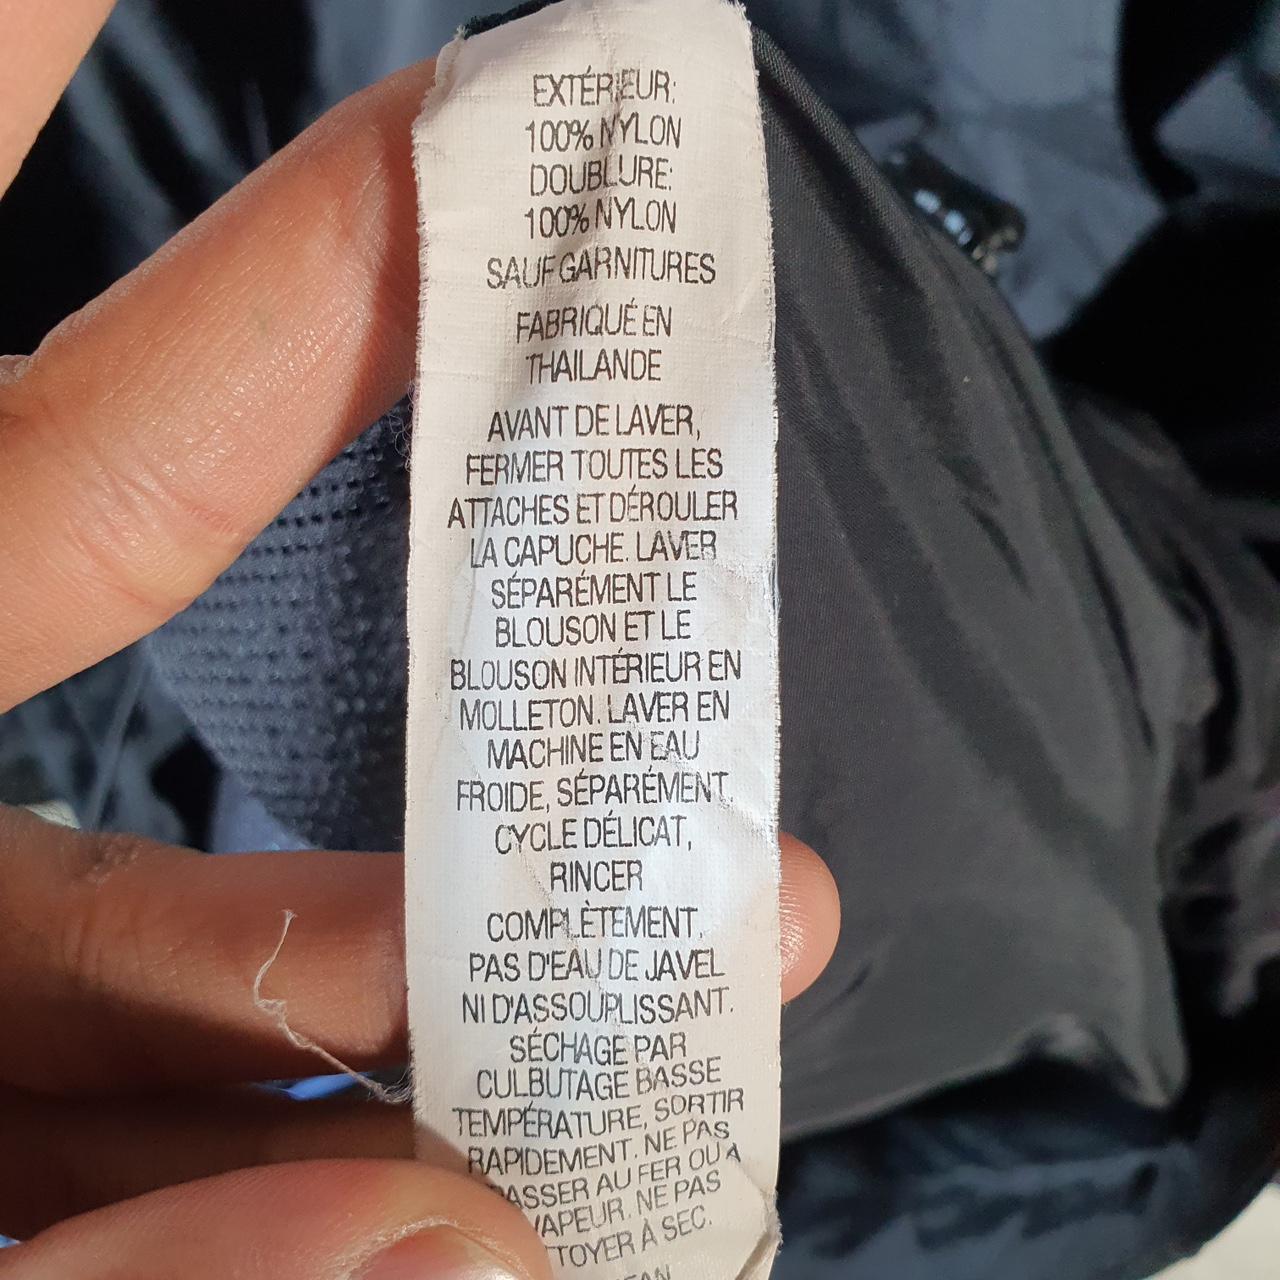 EXTÉRIEUR:
100% NYLON
DOUBLURE:
100% NYLON
SAUF GARNITURES
FABRIQUÉ EN
THAILANDE
AVANT DE LAVER,
FERMER TOUTES LES
ATTACHES ET DÉROULER
LA CAPUCHE. LAVER
SÉPARÉMENT LE
BLOUSON ET LE
BLOUSON INTÉRIEUR EN
MOLLETON. LAVER EN
MACHINE EN EAU
FROIDE, SÉPARÉMENT.
CYCLE DÉLICAT,
RINCER
COMPLÈTEMENT.
PAS D'EAU DE JAVEL
NI D'ASSOUPLISSANT.
SÉCHAGE PAR
CULBUTAGE BASSE
TEMPÉRATURE, SORTIR
RAPIDEMENT. NE PAS
ASSER AU FER OU A
VAPEUR. NE PAS
TTOYER À SEC.